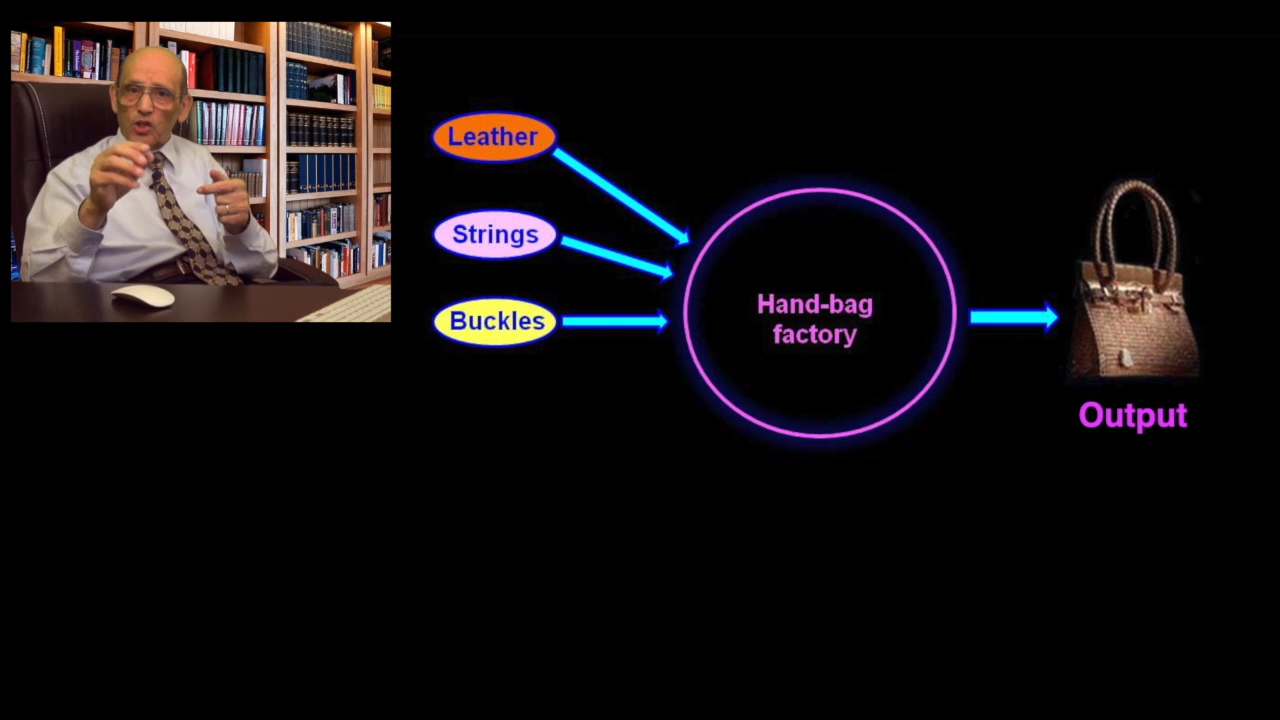 Leather
Strings
Buckles
Hand-bag
factory
Output